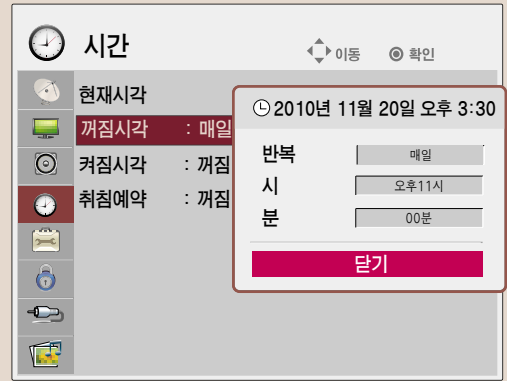 시간
이동 확인
현재시각
꺼짐시각 : 매일
켜짐시각 : 꺼짐
취침예약 : 꺼짐
2010년 11월 20일 오후 3:30
반복 매일
시 오후11시
분 00분
닫기